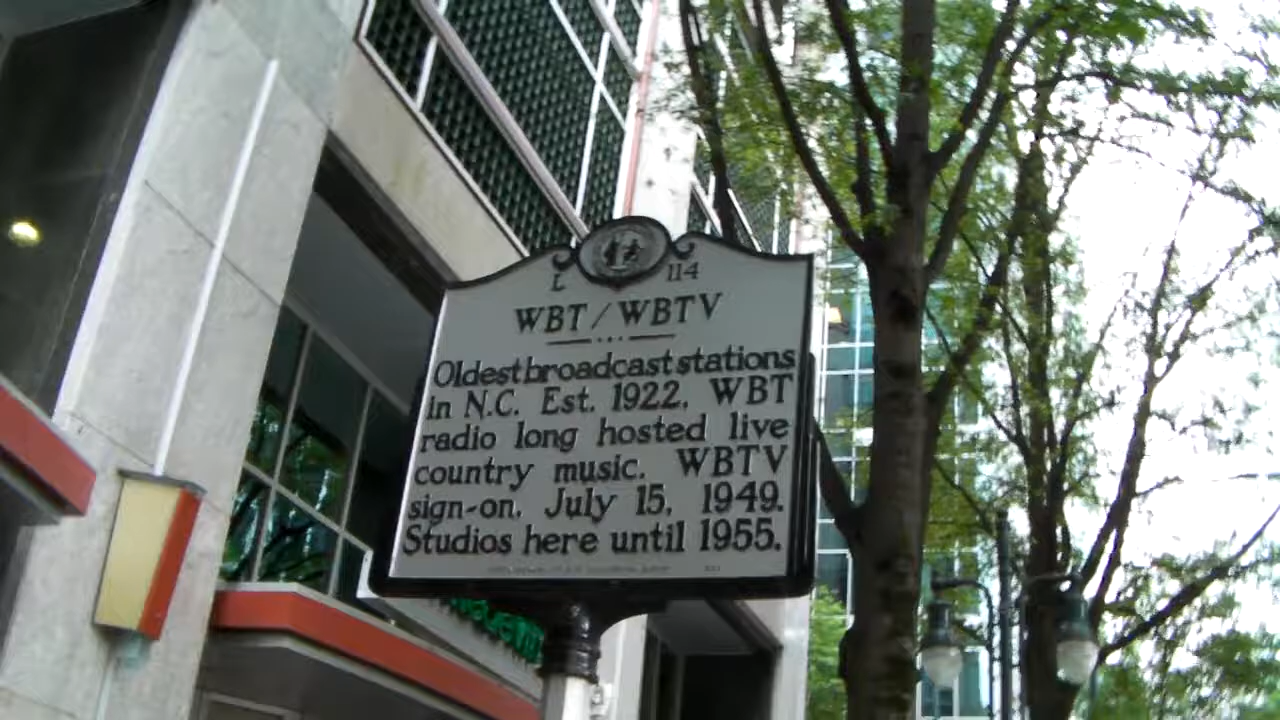 L 114
WBT/WBTV
Oldest broadcast stations
in N.C. Est. 1922, WBT
radio long hosted live
country music. WBTV
sign-on, July 15, 1949.
Studios here until 1955.